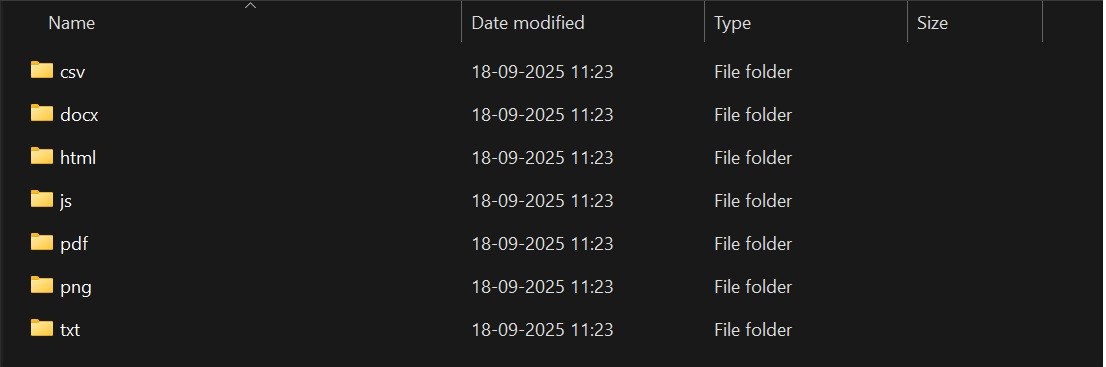 Name Date modified Type Size
csv 18-09-2025 11:23 File folder
docx 18-09-2025 11:23 File folder
html 18-09-2025 11:23 File folder
js 18-09-2025 11:23 File folder
pdf 18-09-2025 11:23 File folder
png 18-09-2025 11:23 File folder
txt 18-09-2025 11:23 File folder